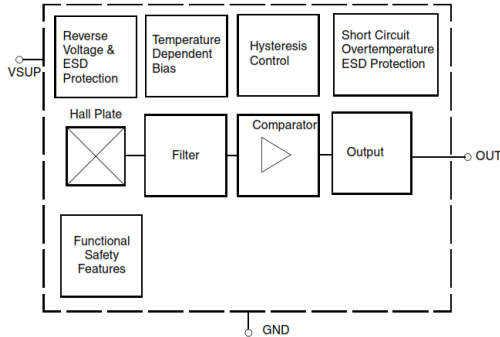 Reverse
Voltage &
ESD
Protection
Temperature
Dependent
Bias
Hysteresis
Control
Short Circuit
Overtemperature
ESD Protection
VSUP
Hall Plate
Filter
Comparator
Output
OUT
Functional
Safety
Features
GND